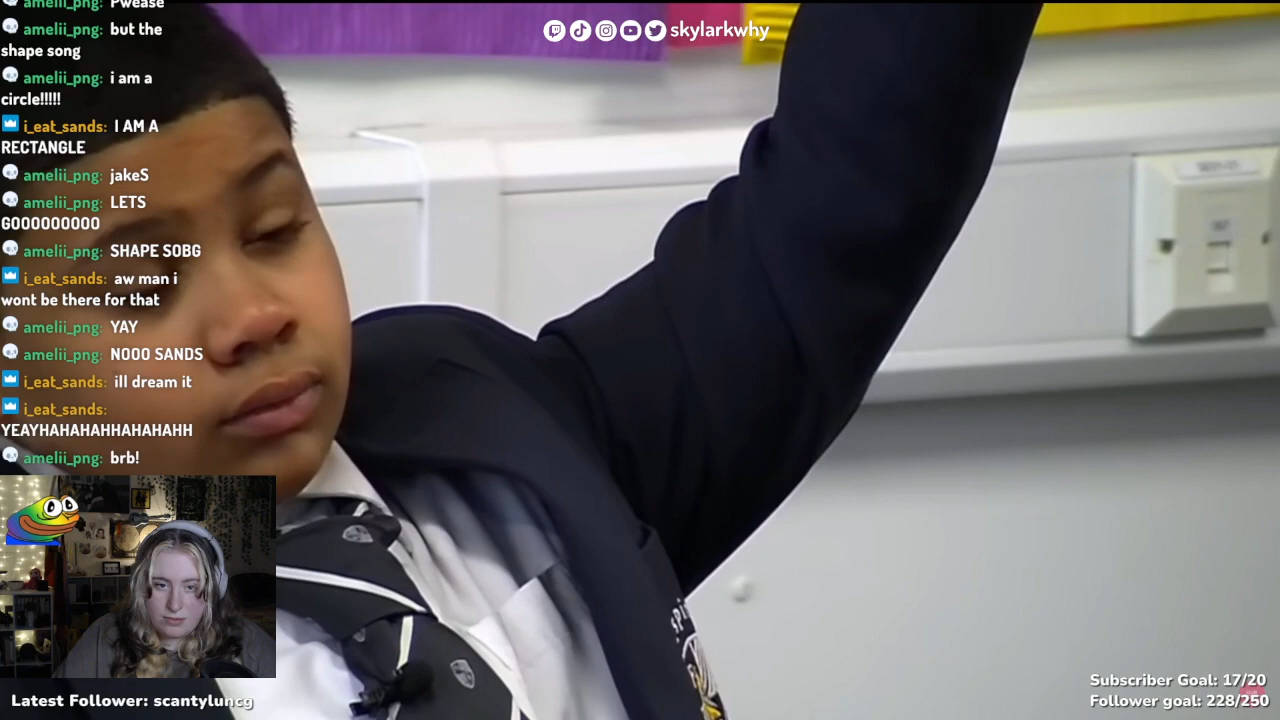 amelii_png: Pwease
skylarkwhy
amelii_png: but the
shape song
amelii_png: i am a
circle!!!!!
i_eat_sands: I AM A
RECTANGLE
amelii_png: jakeS
amelii_png: LETS
GOOOOOOOOO
amelii_png: SHAPE SOBG
i_eat_sands: aw man i
wont be there for that
amelii_png: YAY
amelii_png: NOOO SANDS
i_eat_sands: ill dream it
i_eat_sands:
YEAYHAHAHAHHAHAHAHH
amelii_png: brb!
Latest Follower: scantyluncg
Subscriber Goal: 17/20
Follower goal: 228/250